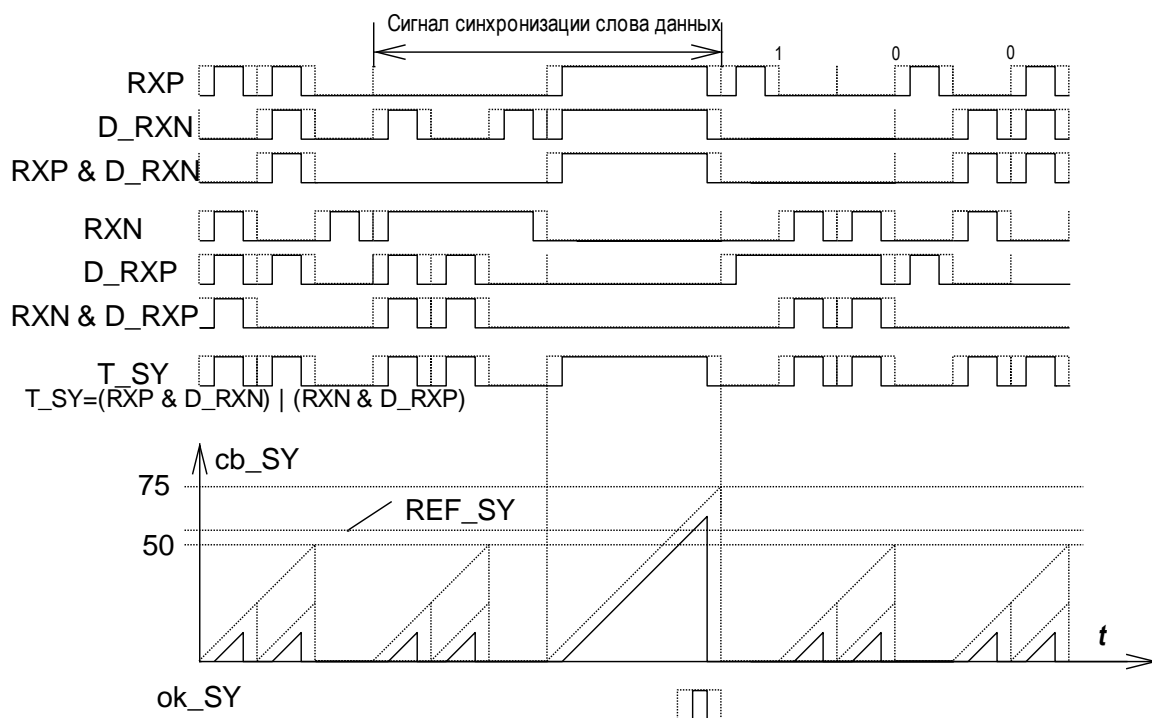 Сигнал синхронизации слова данных
1 0 0
RXP
D_RXN
RXP & D_RXN
RXN
D_RXP
RXN & D_RXP
T_SY
T_SY=(RXP & D_RXN) | (RXN & D_RXP)
cb_SY
75
REF_SY
50
t
ok_SY